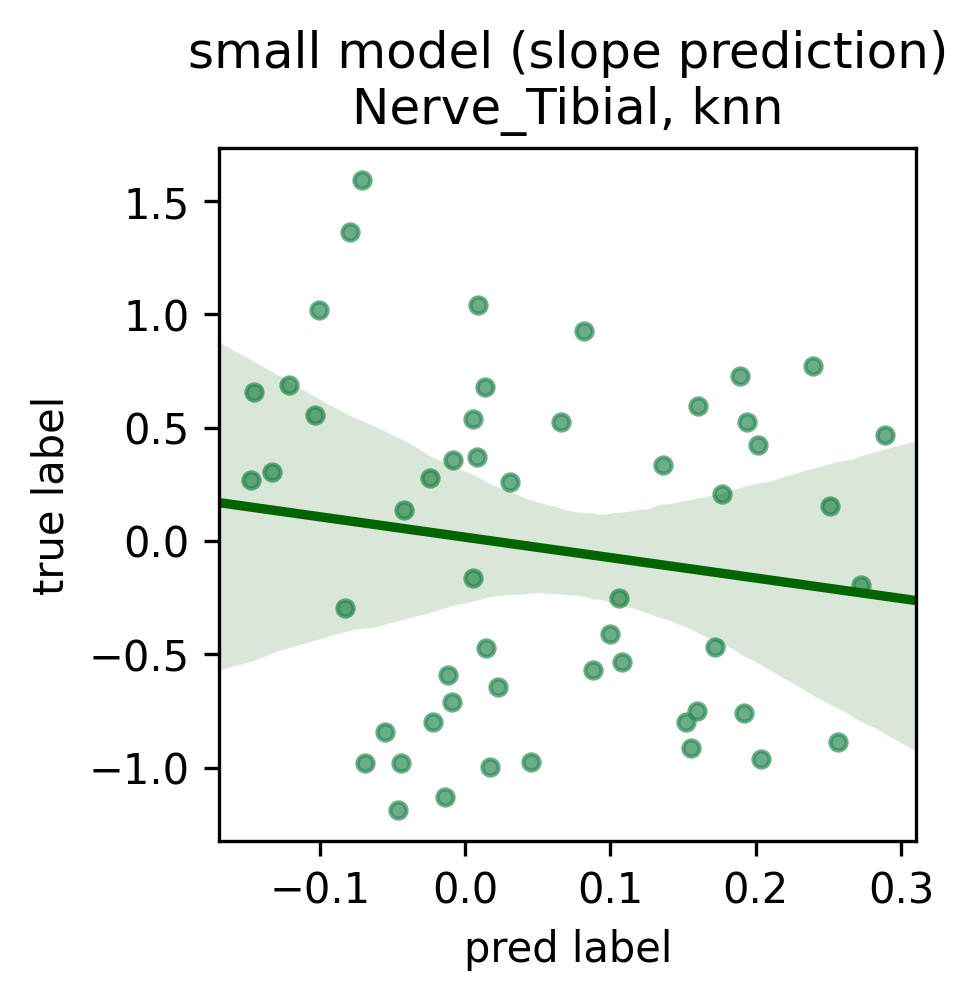 small model (slope prediction)
Nerve_Tibial, knn
1.5
1.0
0.5
0.0
−0.5
−1.0
true label
−0.1 0.0 0.1 0.2 0.3
pred label